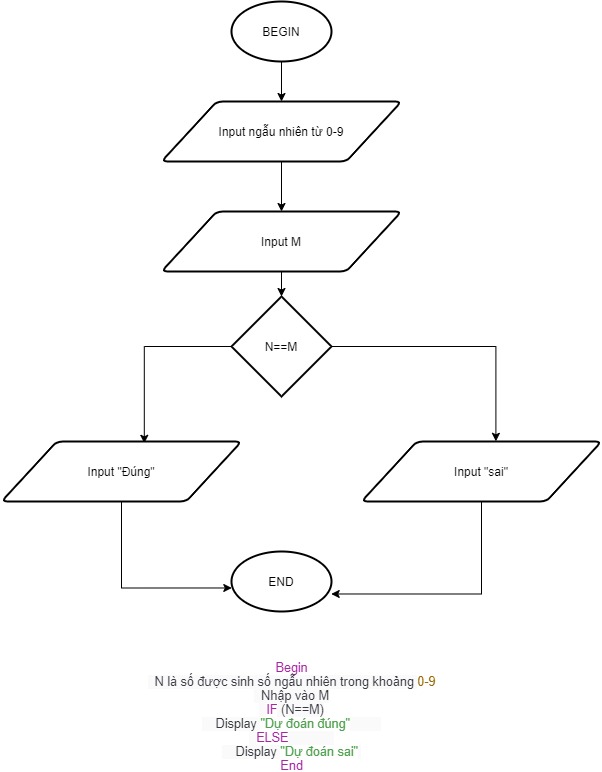 BEGIN
Input ngẫu nhiên từ 0-9
Input M
N==M
Input "Đúng"
Input "sai"
END
Begin
N là số được sinh số ngẫu nhiên trong khoảng 0-9
Nhập vào M
IF (N==M)
Display "Dự đoán đúng"
ELSE
Display "Dự đoán sai"
End